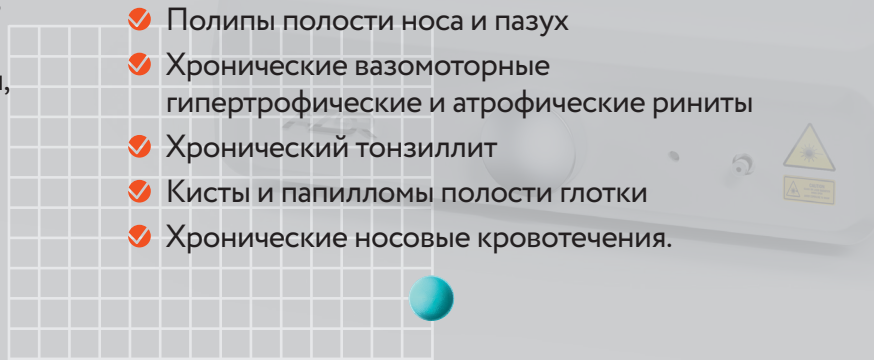 Полипы полости носа и пазух
Хронические вазомоторные
гипертрофические и атрофические риниты
Хронический тонзиллит
Кисты и папилломы полости глотки
Хронические носовые кровотечения.